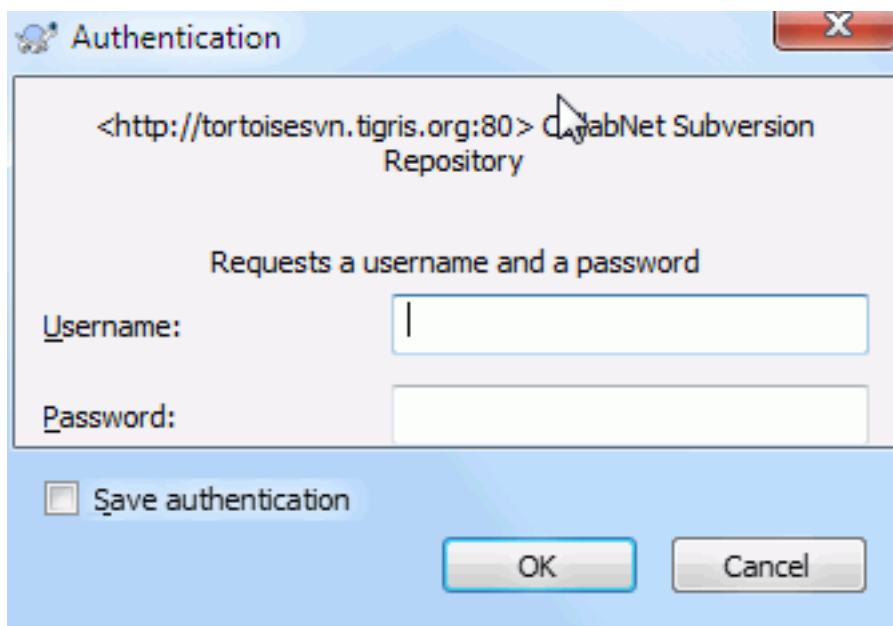 Authentication
<http://tortoisesvn.tigris.org:80> Subversion
Repository
Requests a username and a password
Username:
Password:
Save authentication
OK
Cancel